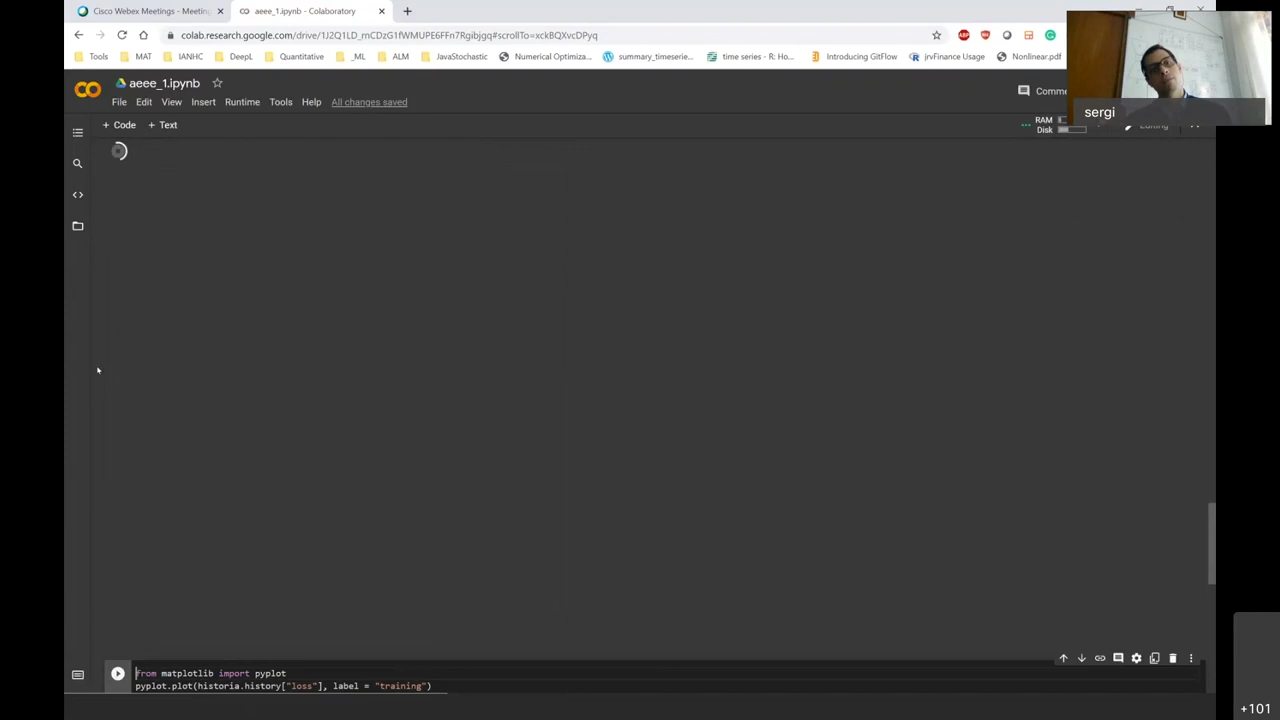 Cisco Webex Meetings - Meeting
aeee_1.ipynb - Colaboratory
colab.research.google.com/drive/1J2Q1LD_mCDzG1fWMUPE6FFn7Rgibjgq#scrollTo=xckBQXvcDPyq
Tools MAT IANHC DeepL Quantitative _ML ALM JavaStochastic Numerical Optimiza... summary_timeserie... time series - R: Ho... Introducing GitFlow jrvFinance Usage Nonlinear.pdf
aeee_1.ipynb
File Edit View Insert Runtime Tools Help All changes saved
Comme
sergi
+ Code + Text
RAM
Disk
Editing
from matplotlib import pyplot
pyplot.plot(historia.history["loss"], label = "training")
+101